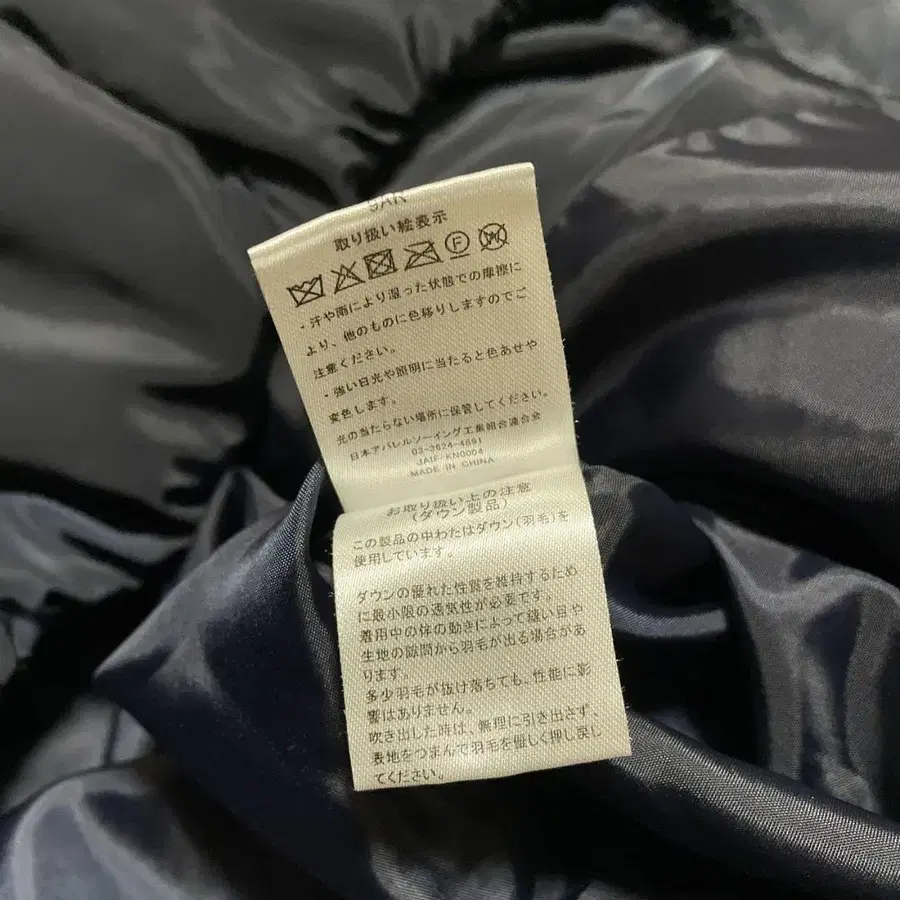 9AR
取り扱い絵表示
F
W
・汗や雨により湿った状態での摩擦に
より、他のものに色移りしますのでご
注意ください。
・強い日光や照明に当たると色あせや
変色します。
光の当たらない場所に保管してください。
日本アパレルソーイング工業組合連合会
03-3624-4691
JAIF-KN0004
MADE IN CHINA
お取り扱い上の注意
(ダウン製品)
この製品の中わたはダウン(羽毛)を
使用しています。
ダウンの優れた性質を維持するため
に最小限の通気性が必要です。
着用中の体の動きによって縫い目や
生地の隙間から羽毛が出る場合があ
ります。
多少羽毛が抜け落ちても、性能に影
響はありません。
吹き出した時は、無理に引き出さず、
表地をつまんで羽毛を優しく押し戻し
てください。